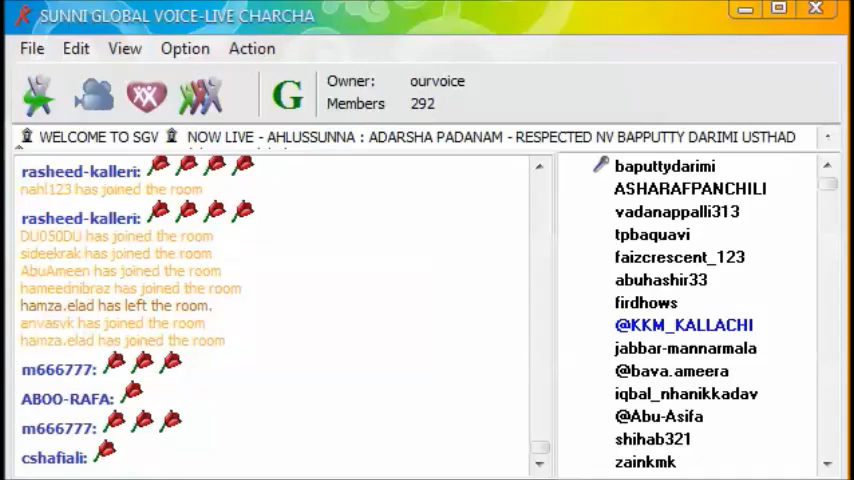 SUNNI GLOBAL VOICE-LIVE CHARCHA
File Edit View Option Action
G
Owner: ourvoice
Members 292
WELCOME TO SGV NOW LIVE - AHLUSSUNNA : ADARSHA PADANAM - RESPECTED NV BAPPUTTY DARIMI USTHAD
rasheed-kalleri:
nahl123 has joined the room
rasheed-kalleri:
DU050DU has joined the room
sideekrak has joined the room
AbuAmeen has joined the room
hameednibraz has joined the room
hamza.elad has left the room.
anvasvk has joined the room
hamza.elad has joined the room
m666777:
ABOO-RAFA:
m666777:
cshafiali:
baputtydarimi
ASHARAFPANCHILI
vadanappalli313
tpbaquavi
faizcrescent_123
abuhashir33
firdhows
@KKM_KALLACHI
jabbar-mannarmala
@bava.ameera
iqbal_nhanikkadav
@Abu-Asifa
shihab321
zainkmk